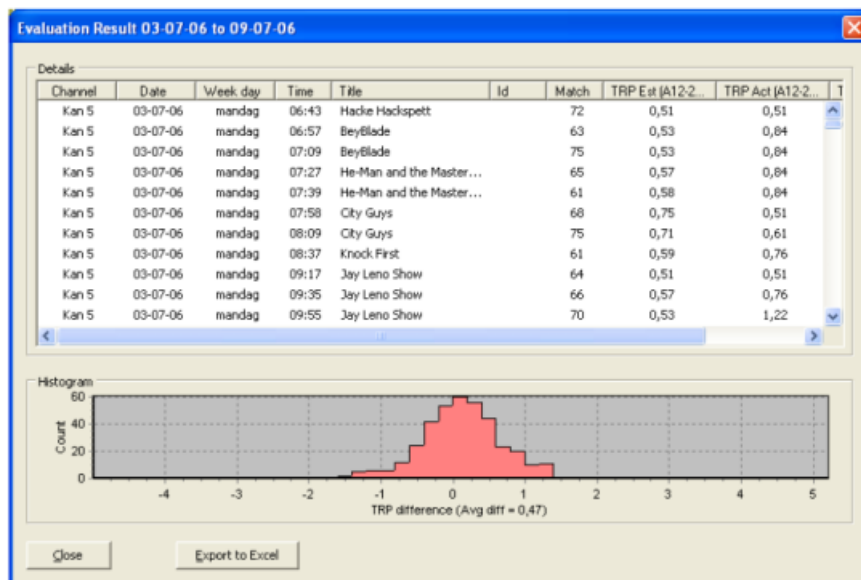 Evaluation Result 03-07-06 to 09-07-06
Details
Channel Date Week day Time Title Id Match TRP Est (A12-2... TRP Act (A12-2... T
Kan 5 03-07-06 mandag 06:43 Hacke Hackspett 72 0,51 0,51
Kan 5 03-07-06 mandag 06:57 BeyBlade 63 0,53 0,84
Kan 5 03-07-06 mandag 07:09 BeyBlade 75 0,53 0,84
Kan 5 03-07-06 mandag 07:27 He-Man and the Master... 65 0,57 0,84
Kan 5 03-07-06 mandag 07:39 He-Man and the Master... 61 0,58 0,84
Kan 5 03-07-06 mandag 07:58 City Guys 68 0,75 0,51
Kan 5 03-07-06 mandag 08:09 City Guys 75 0,71 0,61
Kan 5 03-07-06 mandag 08:37 Knock First 61 0,59 0,76
Kan 5 03-07-06 mandag 09:17 Jay Leno Show 64 0,51 0,51
Kan 5 03-07-06 mandag 09:35 Jay Leno Show 66 0,57 0,76
Kan 5 03-07-06 mandag 09:55 Jay Leno Show 70 0,53 1,22
Histogram
60
40
20
0
Count
-4 -3 -2 -1 0 1 2 3 4 5
TRP difference (Avg diff = 0,47)
Close Export to Excel